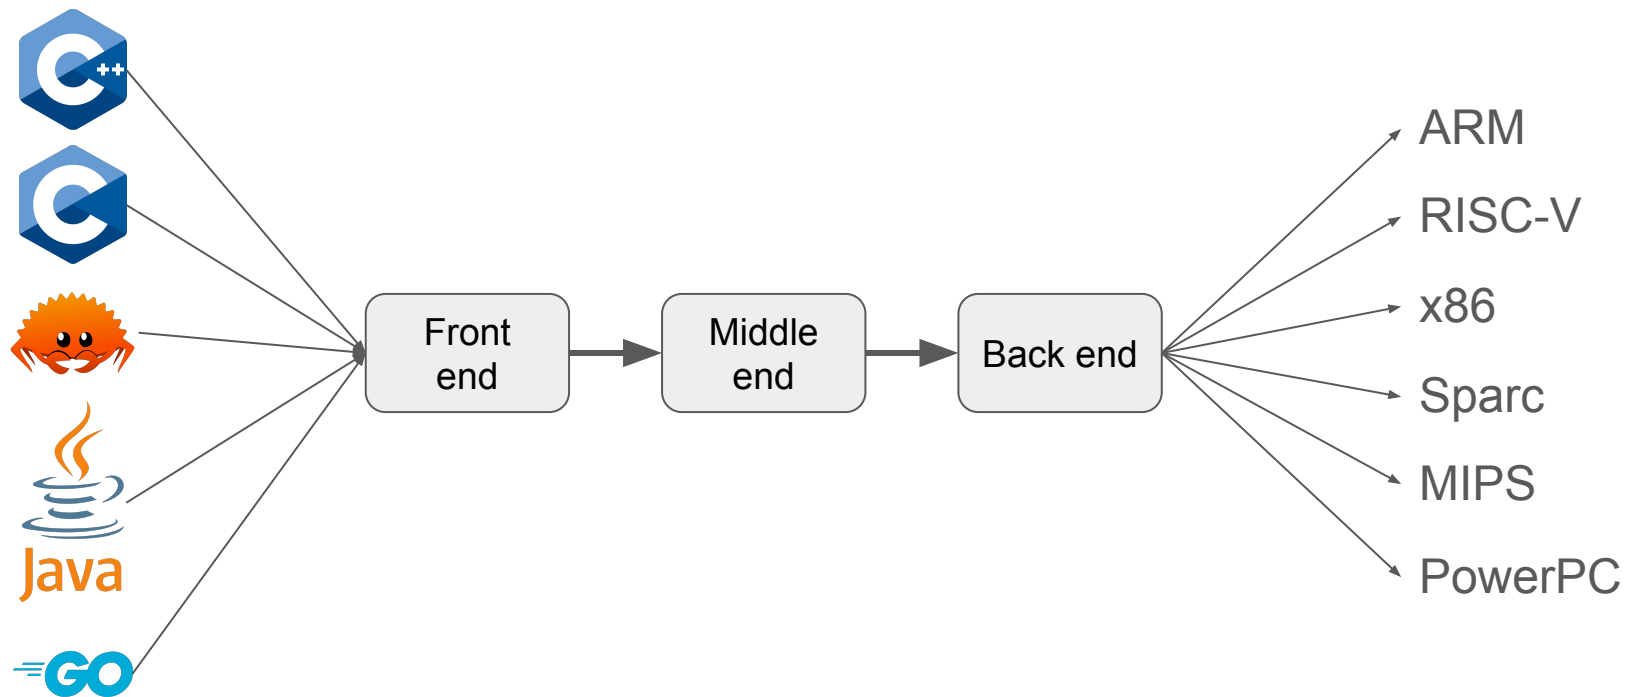 C++
C
Java
GO
Front
end
Middle
end
Back end
ARM
RISC-V
x86
Sparc
MIPS
PowerPC